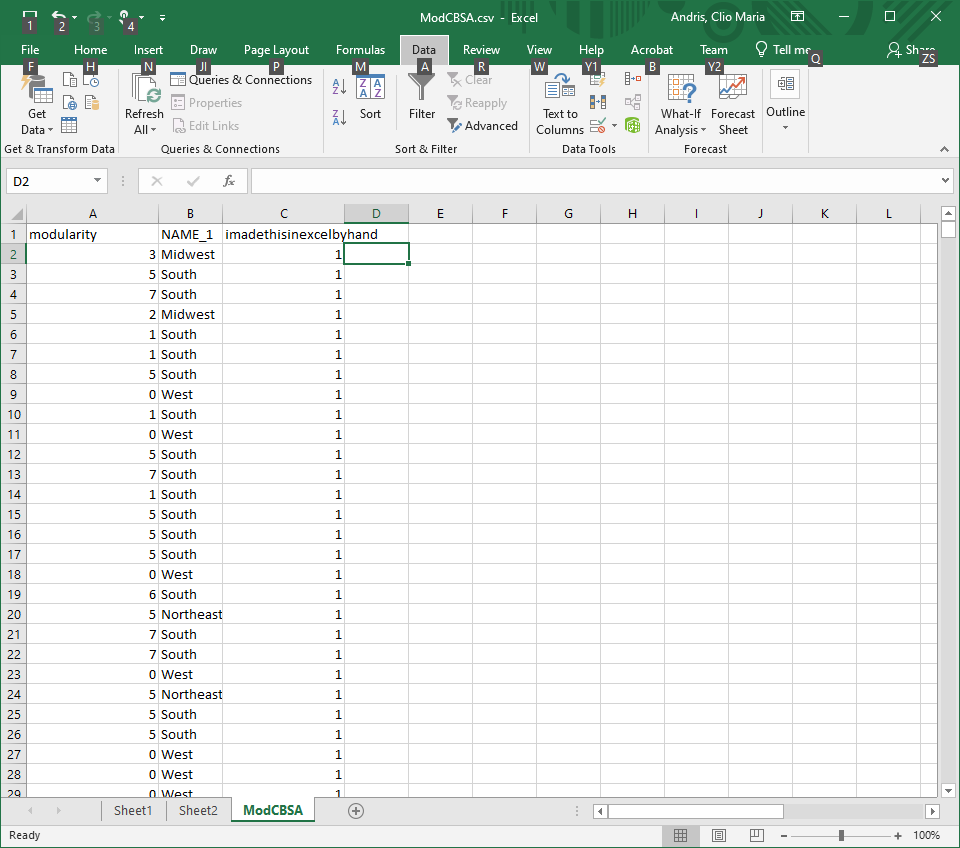 ModCBSA.csv - Excel Andris, Clio Maria
1 2 3 4
File Home Insert Draw Page Layout Formulas Data Review View Help Acrobat Team Tell me Share
F H N JI P M A R W Y1 B Y2 Q ZS
Get Data
Refresh All
Queries & Connections
Properties
Edit Links
Sort
Filter
Clear
Reapply
Advanced
Text to Columns
What-If Analysis
Forecast Sheet
Outline
Get & Transform Data Queries & Connections Sort & Filter Data Tools Forecast
D2 fx
A B C D E F G H I J K L
1 modularity NAME_1 imadethisinexcelbyhand
2 3 Midwest 1
3 5 South 1
4 7 South 1
5 2 Midwest 1
6 1 South 1
7 1 South 1
8 5 South 1
9 0 West 1
10 1 South 1
11 0 West 1
12 5 South 1
13 7 South 1
14 1 South 1
15 5 South 1
16 5 South 1
17 5 South 1
18 0 West 1
19 6 South 1
20 5 Northeast 1
21 7 South 1
22 7 South 1
23 0 West 1
24 5 Northeast 1
25 5 South 1
26 5 South 1
27 0 West 1
28 0 West 1
29 0 West 1
Sheet1 Sheet2 ModCBSA
Ready 100%